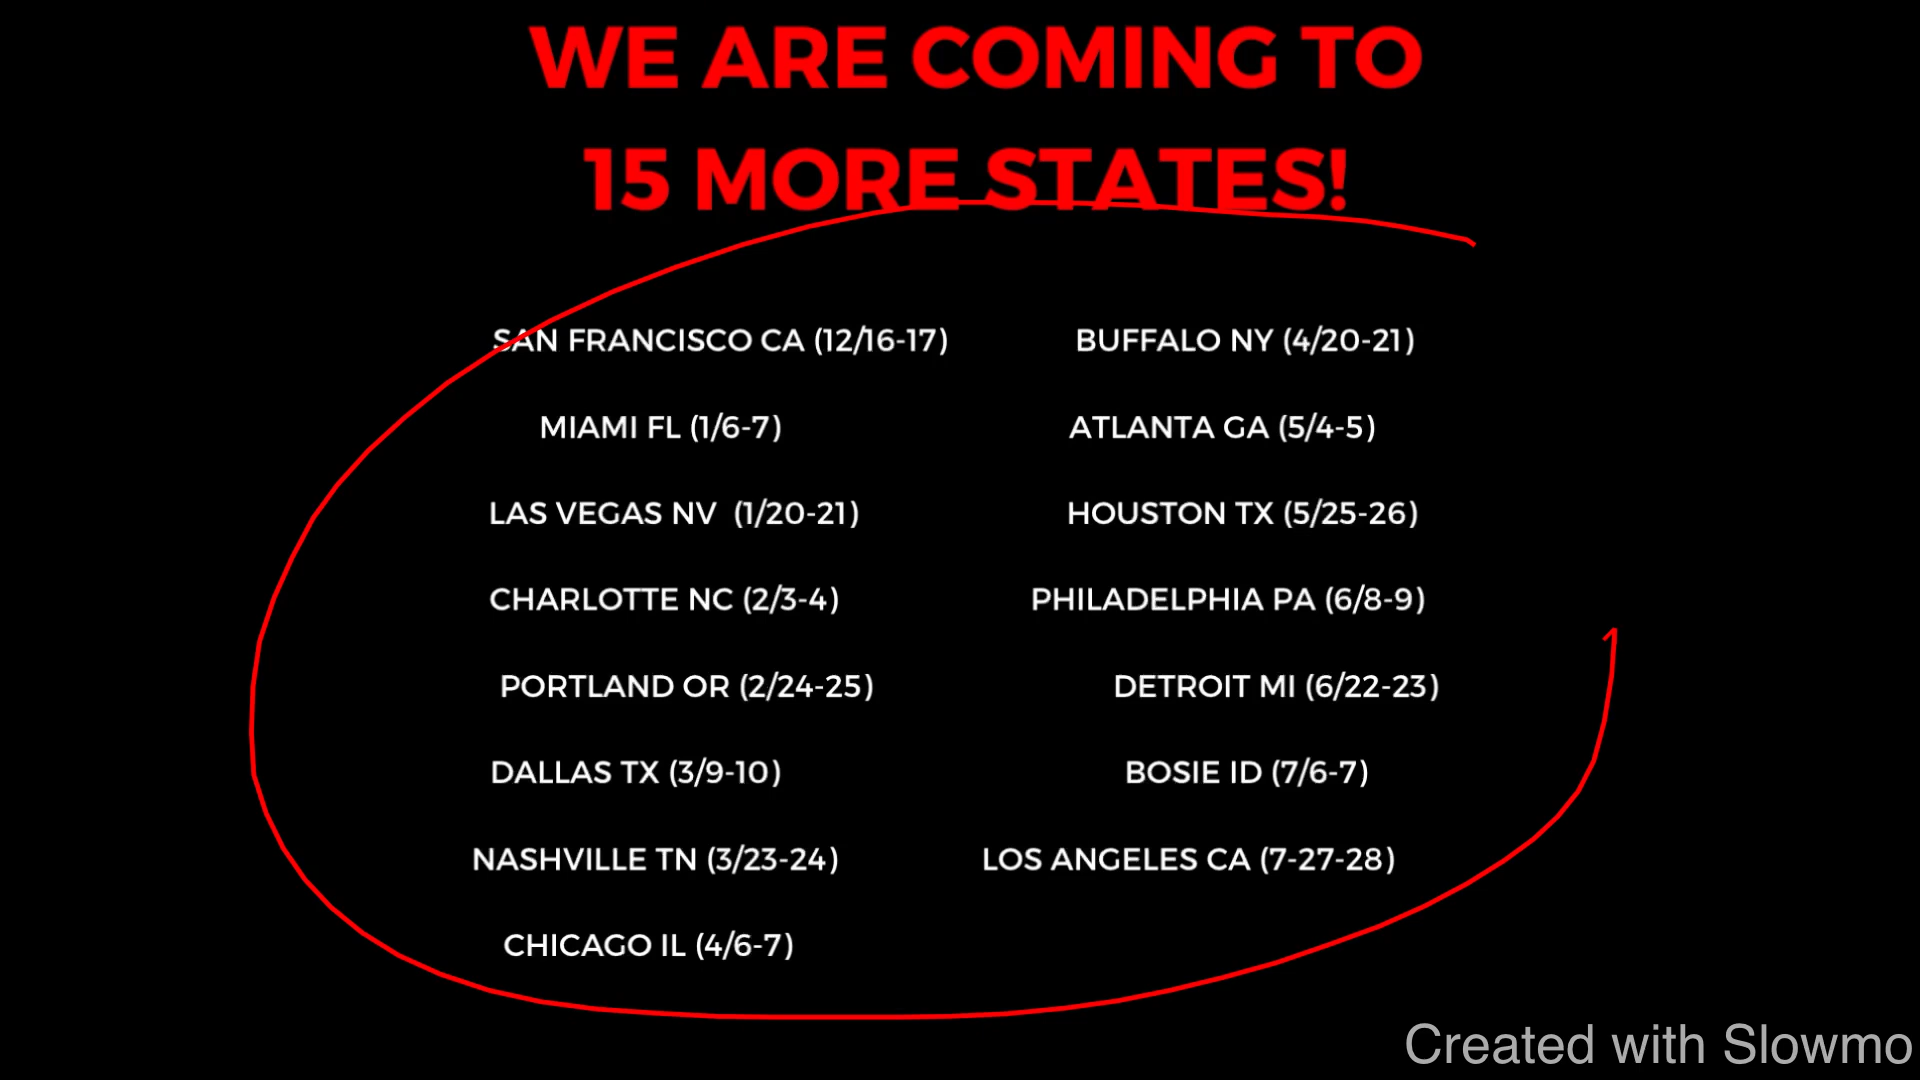 WE ARE COMING TO
15 MORE STATES!
SAN FRANCISCO CA (12/16-17)
MIAMI FL (1/6-7)
LAS VEGAS NV (1/20-21)
CHARLOTTE NC (2/3-4)
PORTLAND OR (2/24-25)
DALLAS TX (3/9-10)
NASHVILLE TN (3/23-24)
CHICAGO IL (4/6-7)
BUFFALO NY (4/20-21)
ATLANTA GA (5/4-5)
HOUSTON TX (5/25-26)
PHILADELPHIA PA (6/8-9)
DETROIT MI (6/22-23)
BOSIE ID (7/6-7)
LOS ANGELES CA (7-27-28)
Created with Slowmo